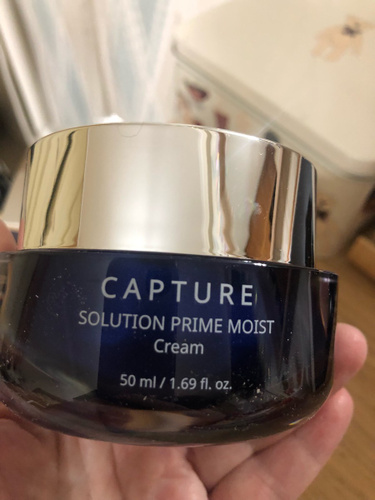 CAPTURE
SOLUTION PRIME MOIST
Cream
50 ml / 1.69 fl. oz.